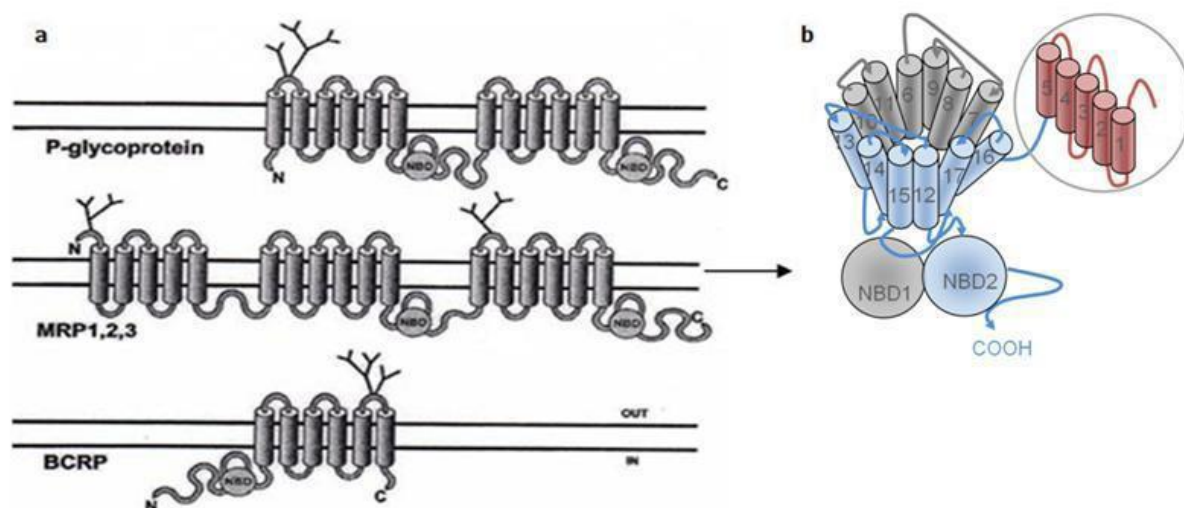 a
P-glycoprotein
N
NBD
NBD
C
N
MRP1,2,3
NBD
NBD
C
OUT
IN
BCRP
N
NBD
C
b
11
6
9
8
7
10
13
14
15
12
17
16
5
4
3
2
1
NBD1
NBD2
COOH